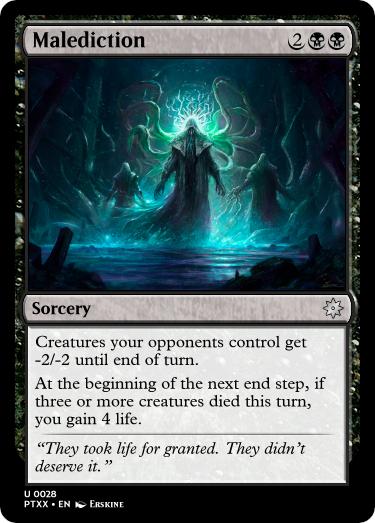 Malediction 2
Sorcery
Creatures your opponents control get
-2/-2 until end of turn.
At the beginning of the next end step, if
three or more creatures died this turn,
you gain 4 life.
“They took life for granted. They didn’t
deserve it.”
U 0028
PTXX • EN Erskine